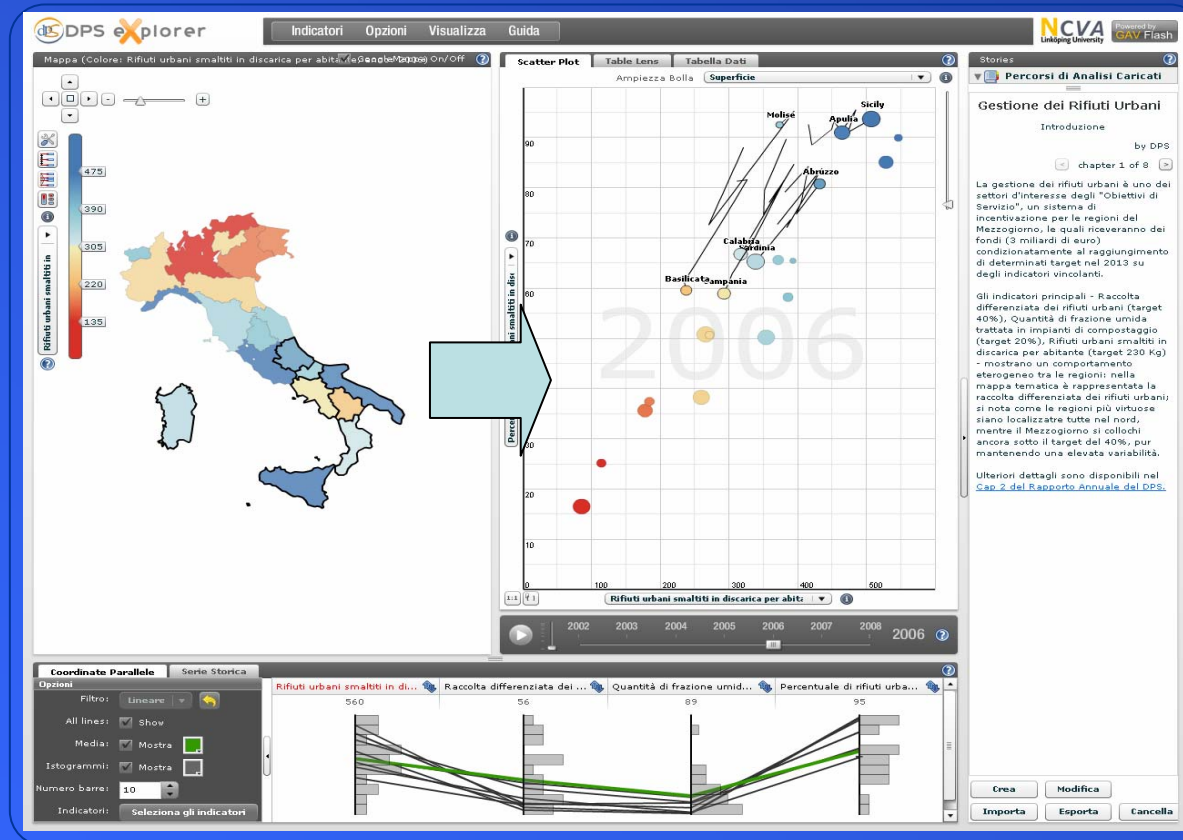 DPS eXplorer
Indicatori Opzioni Visualizza Guida
NCVA
Linköping University
Powered by
GAV Flash
Mappa (Colore: Rifiuti urbani smaltiti in discarica per abita
On/Off
475
390
305
220
135
Rifiuti urbani smaltiti in
Scatter Plot Table Lens Tabella Dati
Ampiezza Bolla Superficie
90
80
70
60
30
20
10
0
100 200 300 400 500
Percen
ani smaltiti in disc
2006
Molisé
Sicily
Apulia
Abruzzo
Calabria
Sardinia
Basilicata
ampania
1:1
Rifiuti urbani smaltiti in discarica per abita
2002 2003 2004 2005 2006 2007 2008 2006
Stories
Percorsi di Analisi Caricati
Gestione dei Rifiuti Urbani
Introduzione
by DPS
< chapter 1 of 8 >
La gestione dei rifiuti urbani è uno dei
settori d'interesse degli "Obiettivi di
Servizio", un sistema di
incentivazione per le regioni del
Mezzogiorno, le quali riceveranno dei
fondi (3 miliardi di euro)
condizionatamente al raggiungimento
di determinati target nel 2013 su
degli indicatori vincolanti.
Gli indicatori principali - Raccolta
differenziata dei rifiuti urbani (target
40%), Quantità di frazione umida
trattata in impianti di compostaggio
(target 20%), Rifiuti urbani smaltiti in
discarica per abitante (target 230 Kg)
- mostrano un comportamento
eterogeneo tra le regioni: nella
mappa tematica è rappresentata la
raccolta differenziata dei rifiuti urbani;
si nota come le regioni più virtuose
siano localizzatre tutte nel nord,
mentre il Mezzogiorno si collochi
ancora sotto il target del 40%, pur
mantenendo una elevata variabilità.
Ulteriori dettagli sono disponibili nel
Cap 2 del Rapporto Annuale del DPS.
Crea Modifica
Importa Esporta Cancella
Coordinate Parallele Serie Storica
Opzioni
Filtro: Lineare
All lines: Show
Media: Mostra
Istogrammi: Mostra
Numero barre: 10
Indicatori: Seleziona gli indicatori
Rifiuti urbani smaltiti in di... Raccolta differenziata dei ... Quantità di frazione umid... Percentuale di rifiuti urba...
560 56 89 95